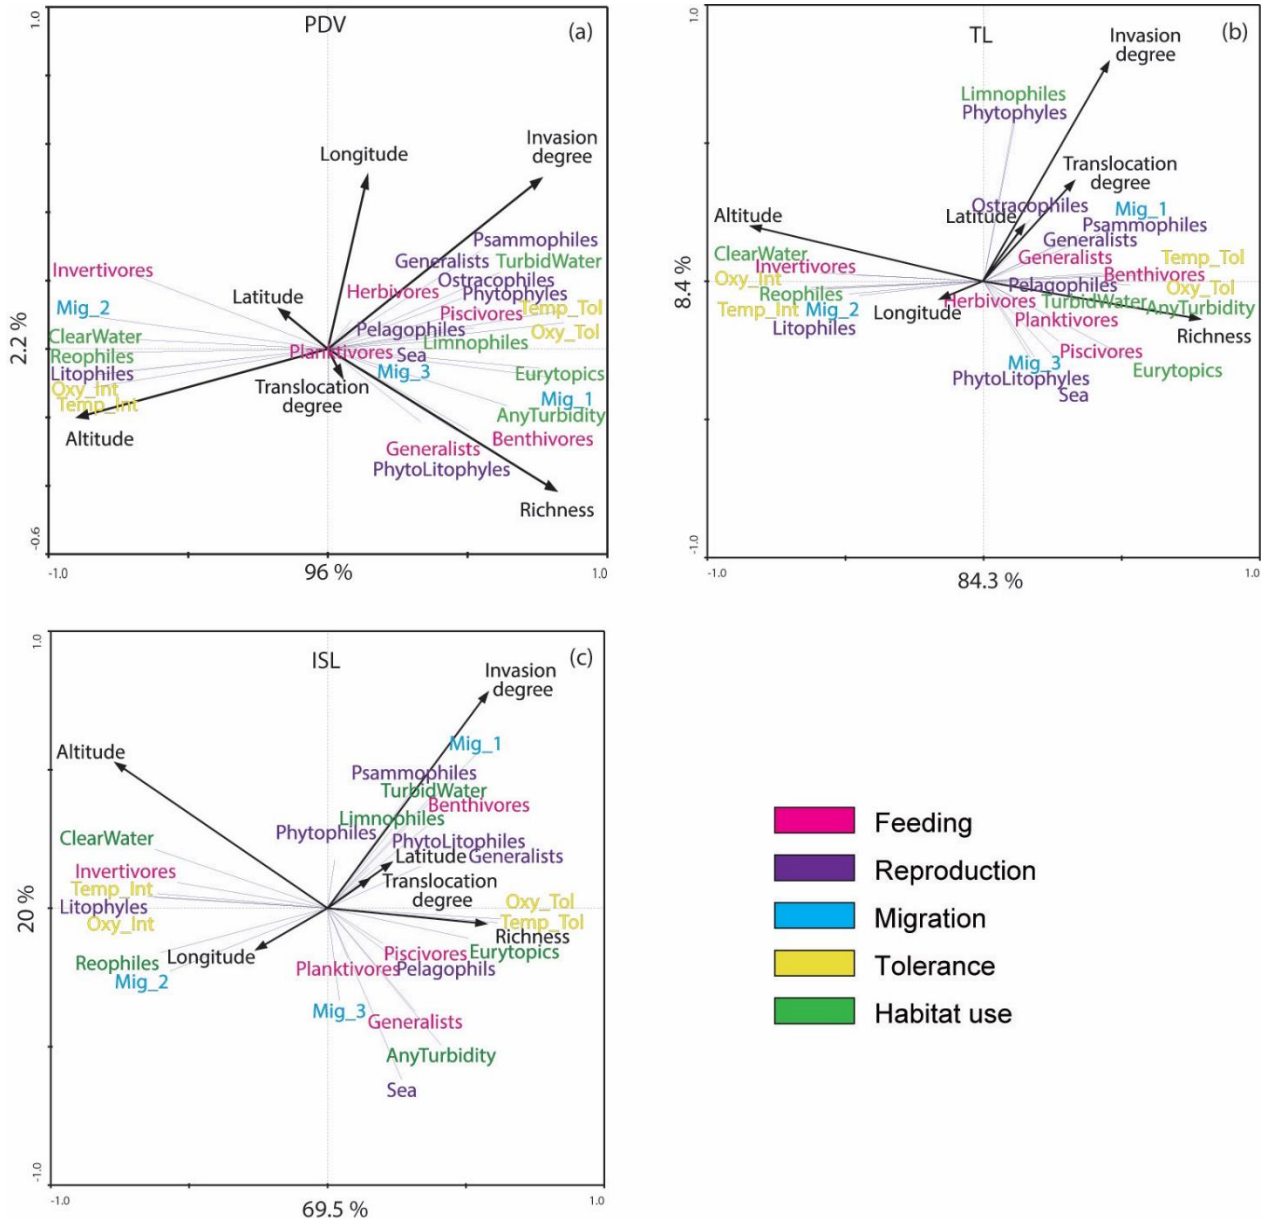 1.0
PDV
(a)
Longitude
Invasion
degree
Psammophiles
Generalists
TurbidWater
Invertivores
Ostracophiles
Herbivores
Phytophyles
Latitude
Mig_2
Piscivores
Temp_Tol
Pelagophiles
Oxy_Tol
ClearWater
Limnophiles
Reophiles
Planktivores
Sea
Litophyles
Mig_3
Eurytopics
Oxy_Int
Translocation
degree
Temp_Int
Mig_1
AnyTurbidity
Altitude
Generalists
Benthivores
PhytoLitophyles
Richness
2.2 %
-0.6
-1.0
96 %
1.0
1.0
TL
(b)
Invasion
degree
Limnophiles
Phytophyles
Translocation
degree
Ostracophiles
Mig_1
Altitude
Latitude
Psammophiles
Generalists
ClearWater
Generalists
Temp_Tol
Invertivores
Benthivores
Oxy_Int
Pelagophiles
Oxy_Tol
Reophiles
Herbivores
TurbidWater
AnyTurbidity
Temp_Int
Mig_2
Longitude
Planktivores
Litophyles
Richness
Piscivores
Mig_3
Eurytopics
PhytoLitophyles
Sea
8.4 %
-1.0
-1.0
84.3 %
1.0
1.0
ISL
(c)
Invasion
degree
Mig_1
Altitude
Psammophiles
TurbidWater
Benthivores
Limnophiles
Phytophiles
ClearWater
PhytoLitophiles
Latitude
Generalists
Invertivores
Temp_Int
Translocation
degree
Litophyles
Oxy_Tol
Oxy_Int
Temp_Tol
Richness
Longitude
Piscivores
Eurytopics
Reophiles
Planktivores
Pelagophils
Mig_2
Mig_3
Generalists
AnyTurbidity
Sea
20 %
-1.0
-1.0
69.5 %
1.0
Feeding
Reproduction
Migration
Tolerance
Habitat use